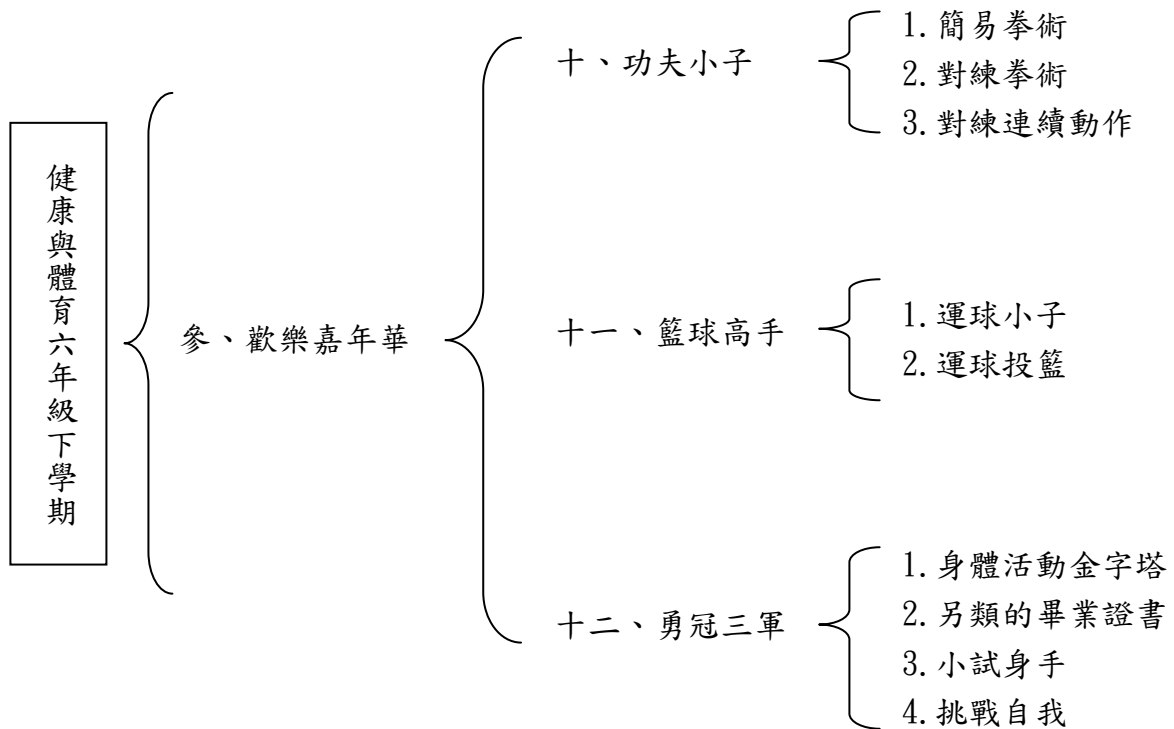 健康與體育六年級下學期
參、歡樂嘉年華
十、功夫小子
1.簡易拳術
2.對練拳術
3.對練連續動作
十一、籃球高手
1.運球小子
2.運球投籃
十二、勇冠三軍
1.身體活動金字塔
2.另類的畢業證書
3.小試身手
4.挑戰自我